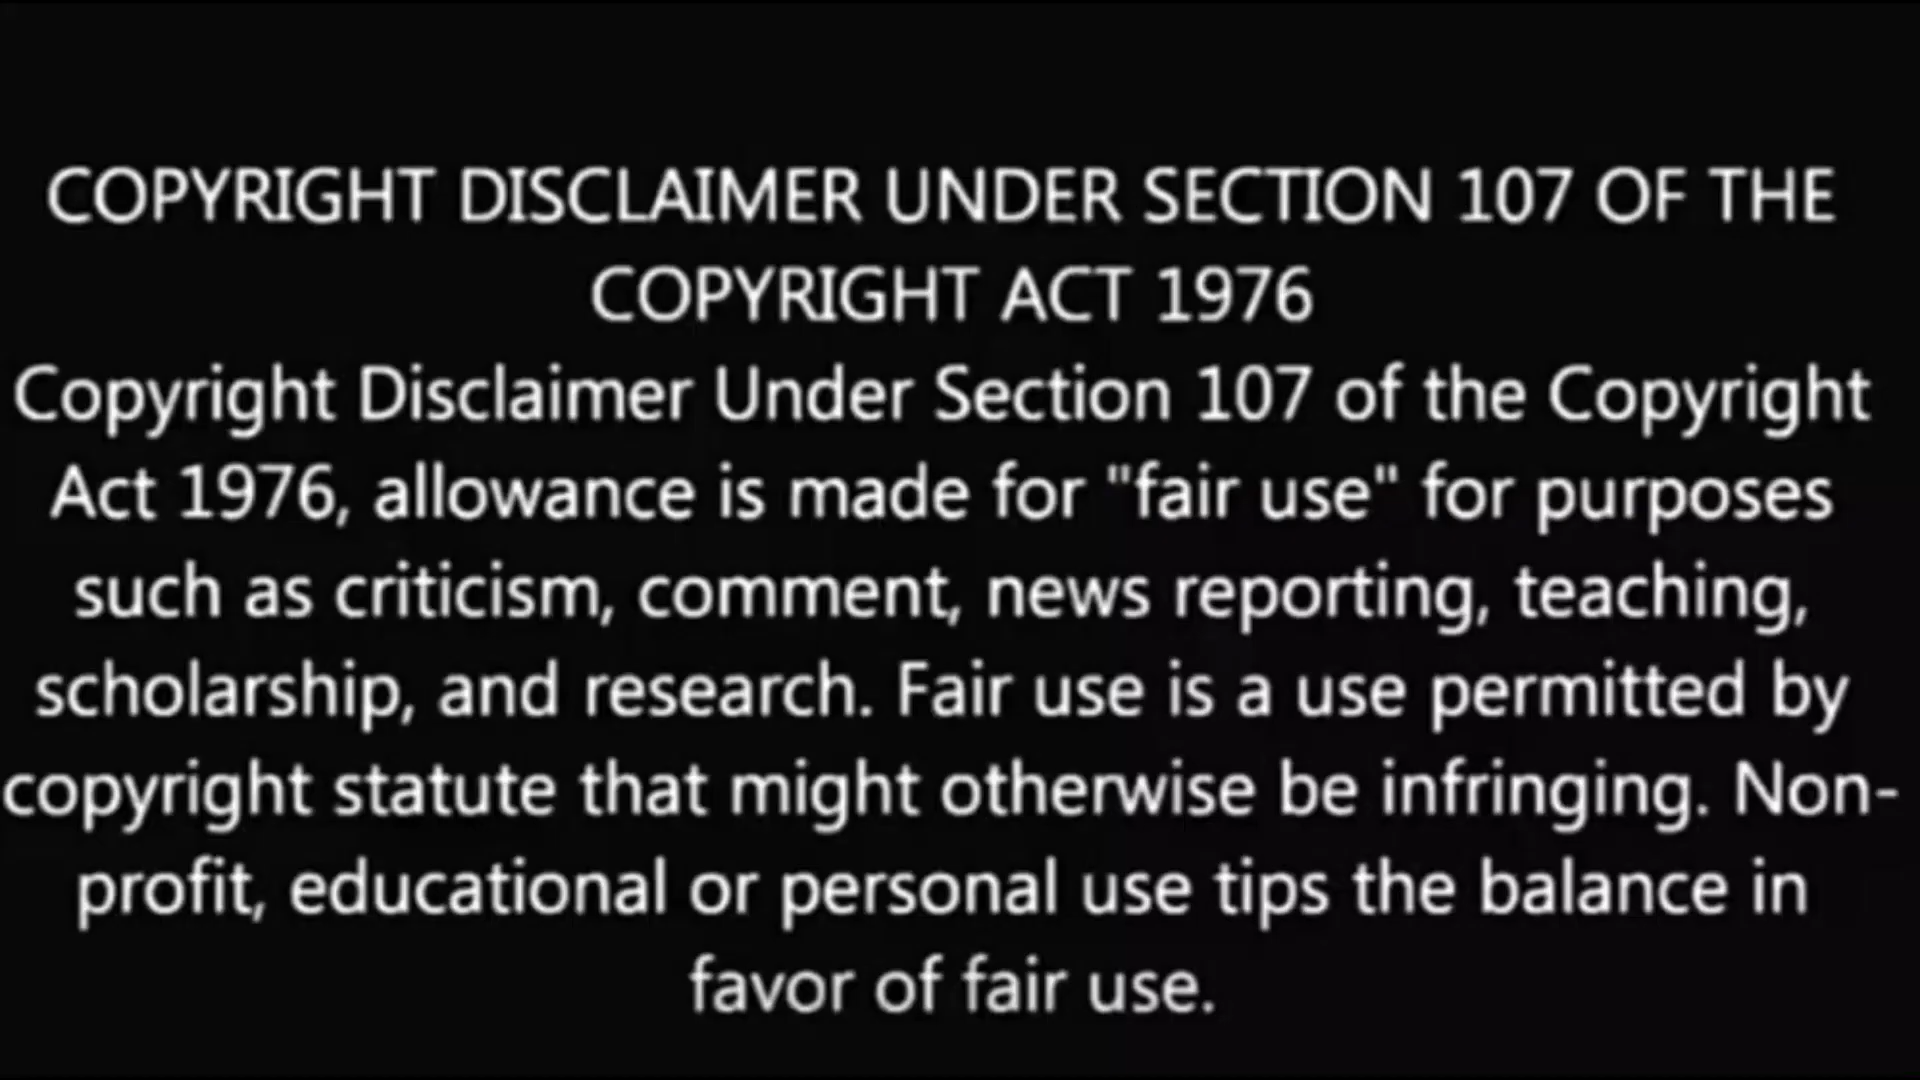 COPYRIGHT DISCLAIMER UNDER SECTION 107 OF THE
COPYRIGHT ACT 1976
Copyright Disclaimer Under Section 107 of the Copyright
Act 1976, allowance is made for "fair use" for purposes
such as criticism, comment, news reporting, teaching,
scholarship, and research. Fair use is a use permitted by
copyright statute that might otherwise be infringing. Non-
profit, educational or personal use tips the balance in
favor of fair use.